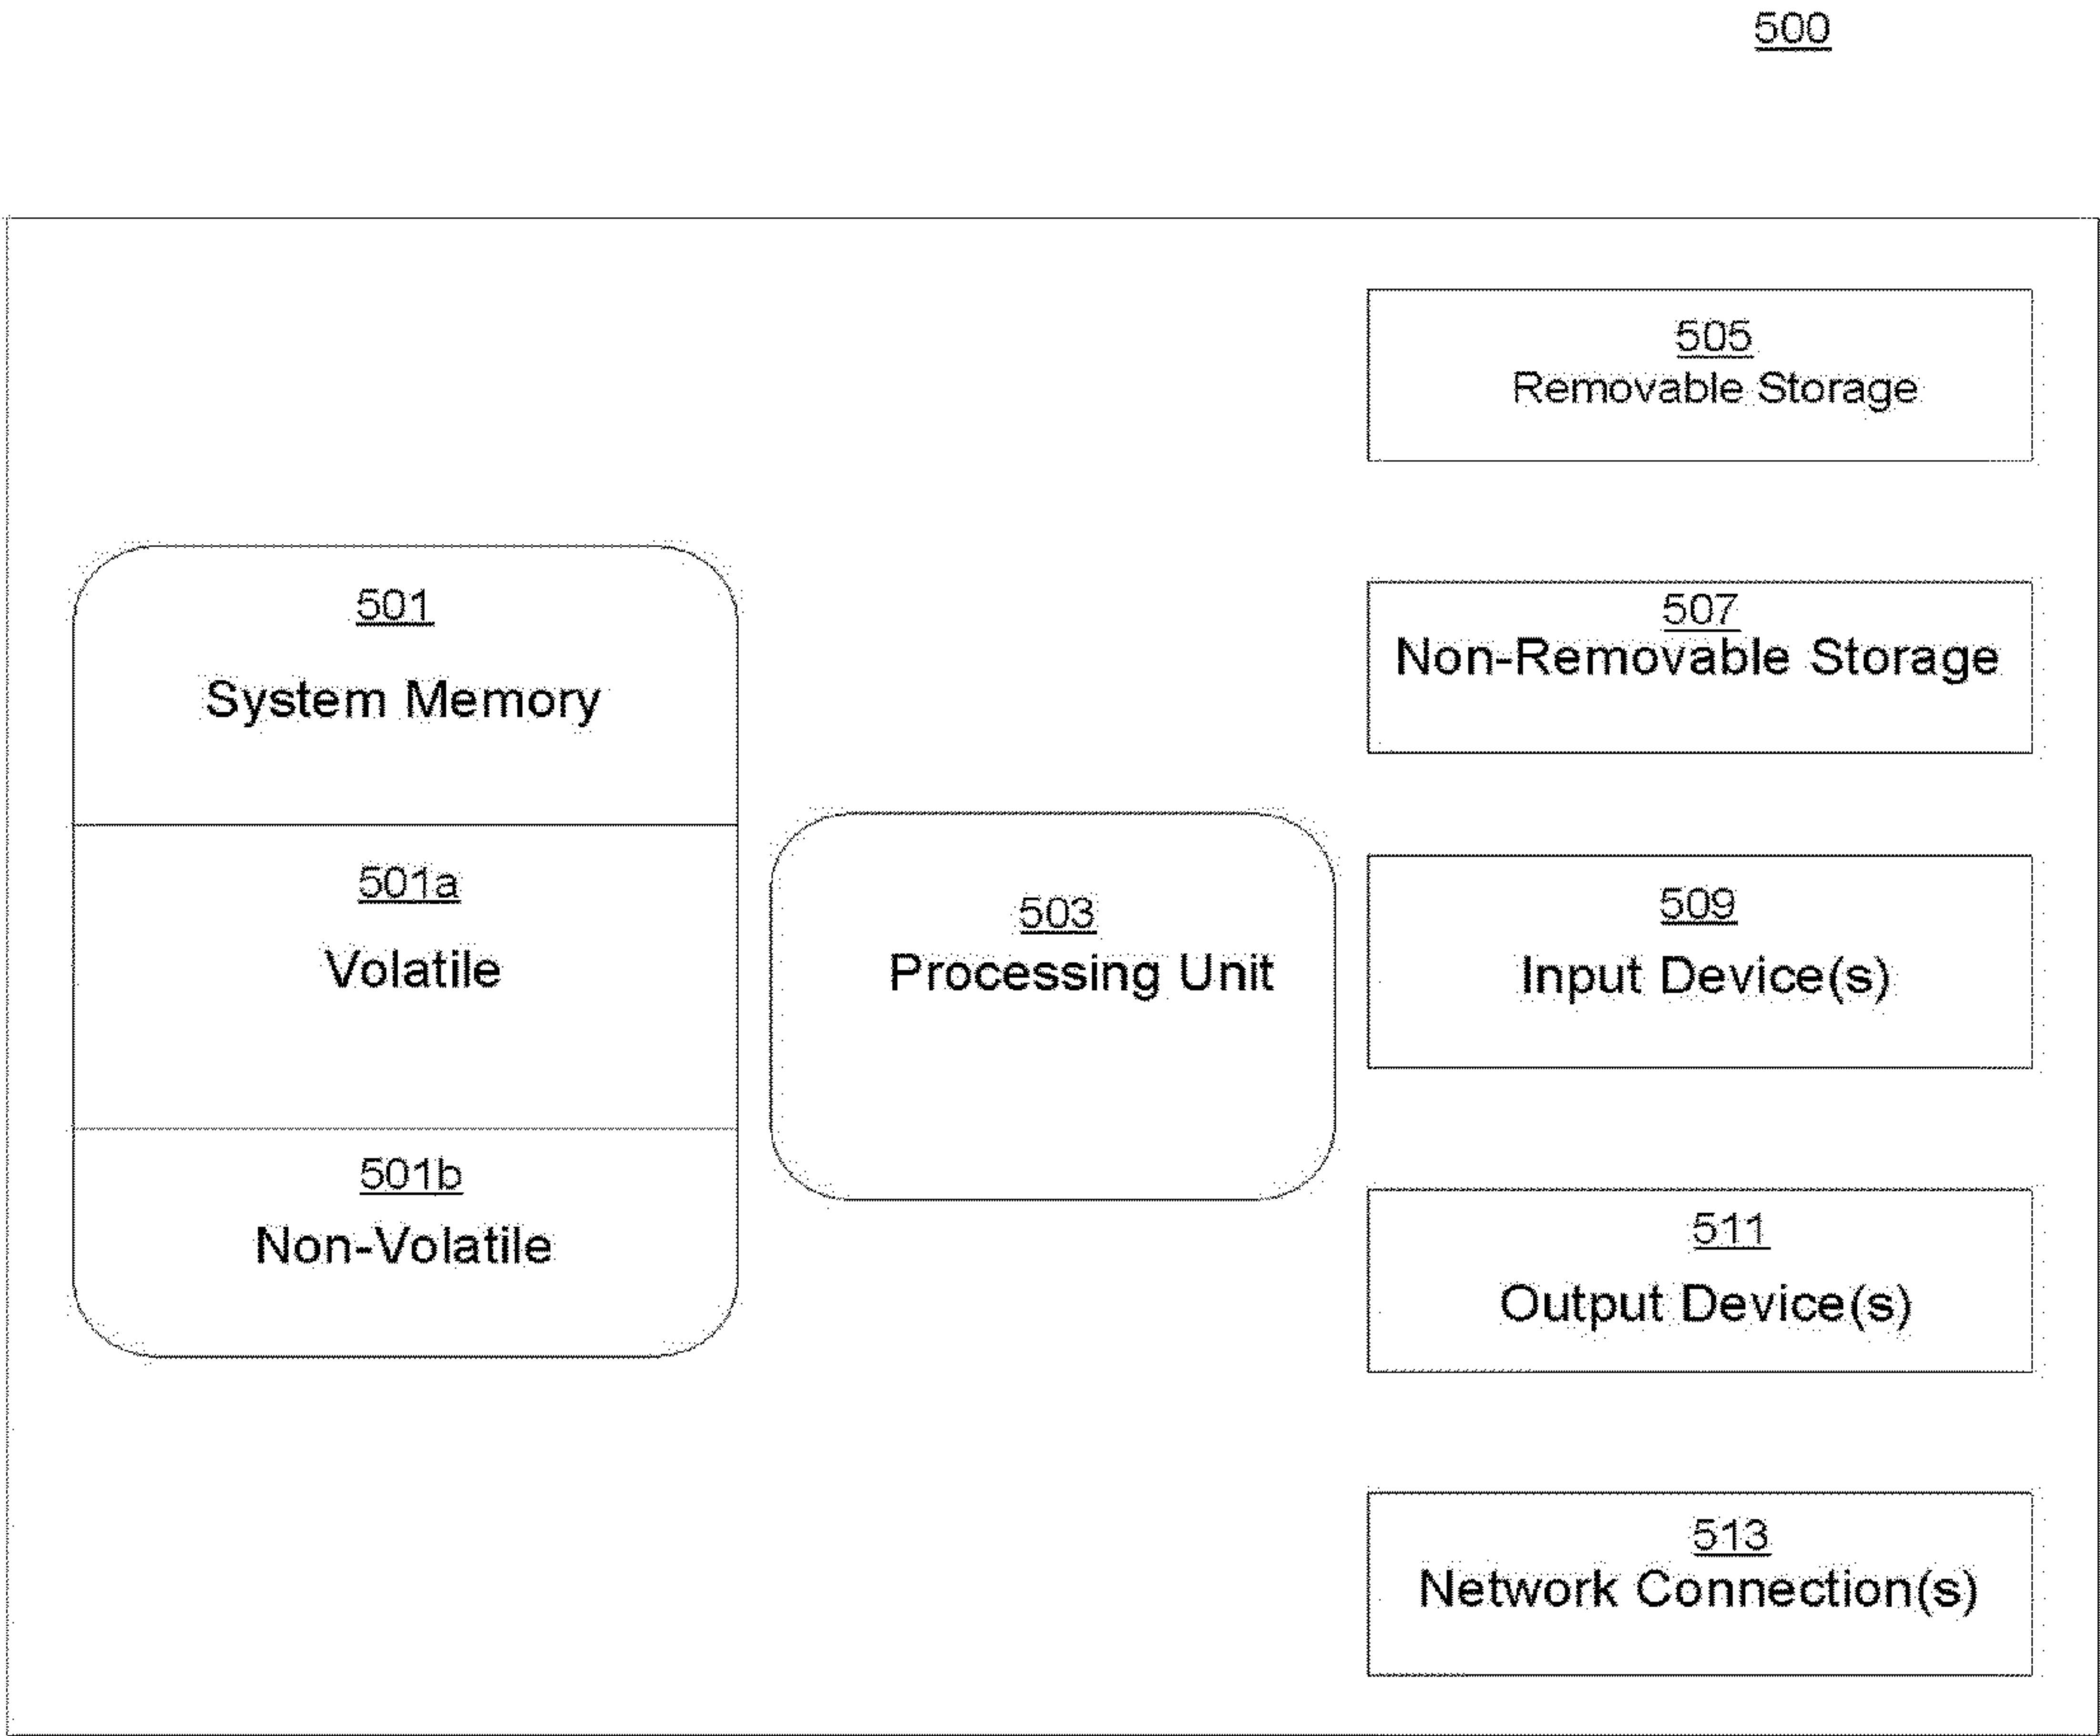 500
501
System Memory
501a
Volatile
501b
Non-Volatile
503
Processing Unit
505
Removable Storage
507
Non-Removable Storage
509
Input Device(s)
511
Output Device(s)
513
Network Connection(s)